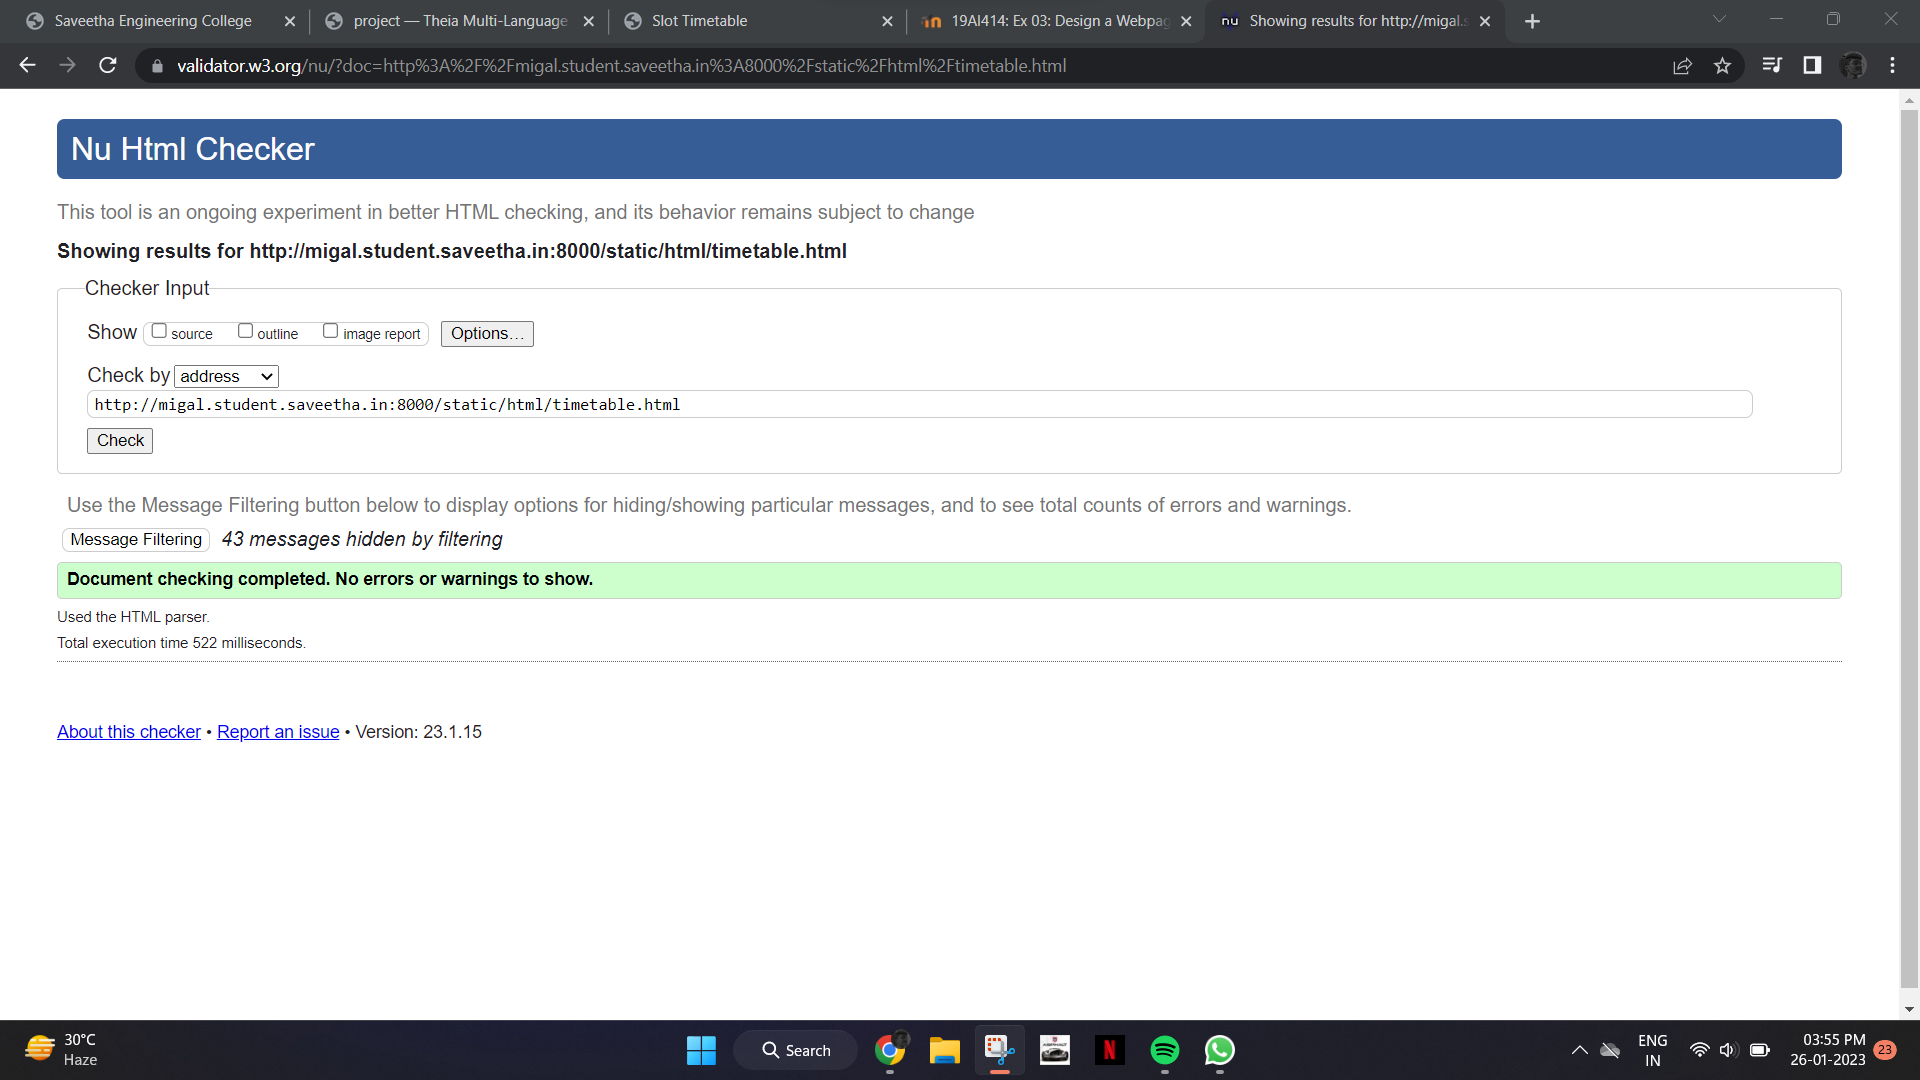 Saveetha Engineering College
project — Theia Multi-Language
Slot Timetable
19AI414: Ex 03: Design a Webpag
nu Showing results for http://migal.s
validator.w3.org/nu/?doc=http%3A%2F%2Fmigal.student.saveetha.in%3A8000%2Fstatic%2Fhtml%2Ftimetable.html
Nu Html Checker
This tool is an ongoing experiment in better HTML checking, and its behavior remains subject to change
Showing results for http://migal.student.saveetha.in:8000/static/html/timetable.html
Checker Input
Show source outline image report Options...
Check by address
http://migal.student.saveetha.in:8000/static/html/timetable.html
Check
Use the Message Filtering button below to display options for hiding/showing particular messages, and to see total counts of errors and warnings.
Message Filtering 43 messages hidden by filtering
Document checking completed. No errors or warnings to show.
Used the HTML parser.
Total execution time 522 milliseconds.
About this checker • Report an issue • Version: 23.1.15
30°C
Haze
Search
N
ENG
IN
03:55 PM
26-01-2023
23